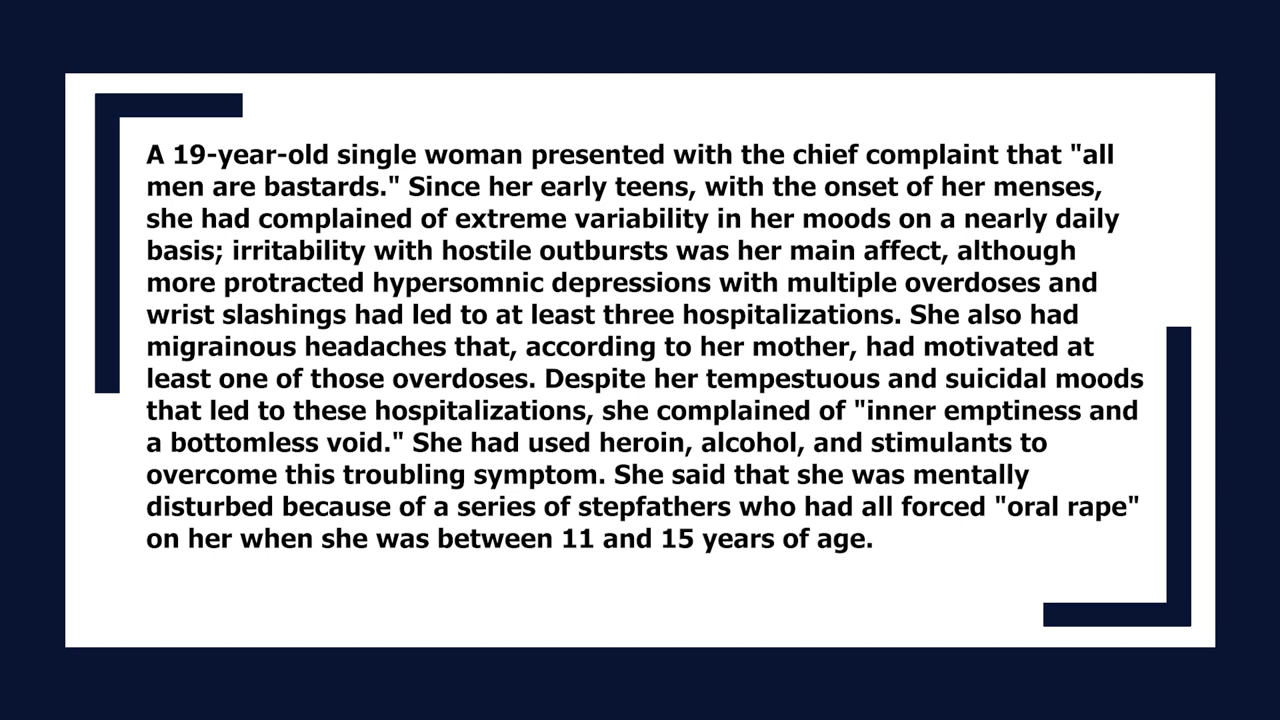 A 19-year-old single woman presented with the chief complaint that "all
men are bastards." Since her early teens, with the onset of her menses,
she had complained of extreme variability in her moods on a nearly daily
basis; irritability with hostile outbursts was her main affect, although
more protracted hypersomnic depressions with multiple overdoses and
wrist slashings had led to at least three hospitalizations. She also had
migrainous headaches that, according to her mother, had motivated at
least one of those overdoses. Despite her tempestuous and suicidal moods
that led to these hospitalizations, she complained of "inner emptiness and
a bottomless void." She had used heroin, alcohol, and stimulants to
overcome this troubling symptom. She said that she was mentally
disturbed because of a series of stepfathers who had all forced "oral rape"
on her when she was between 11 and 15 years of age.